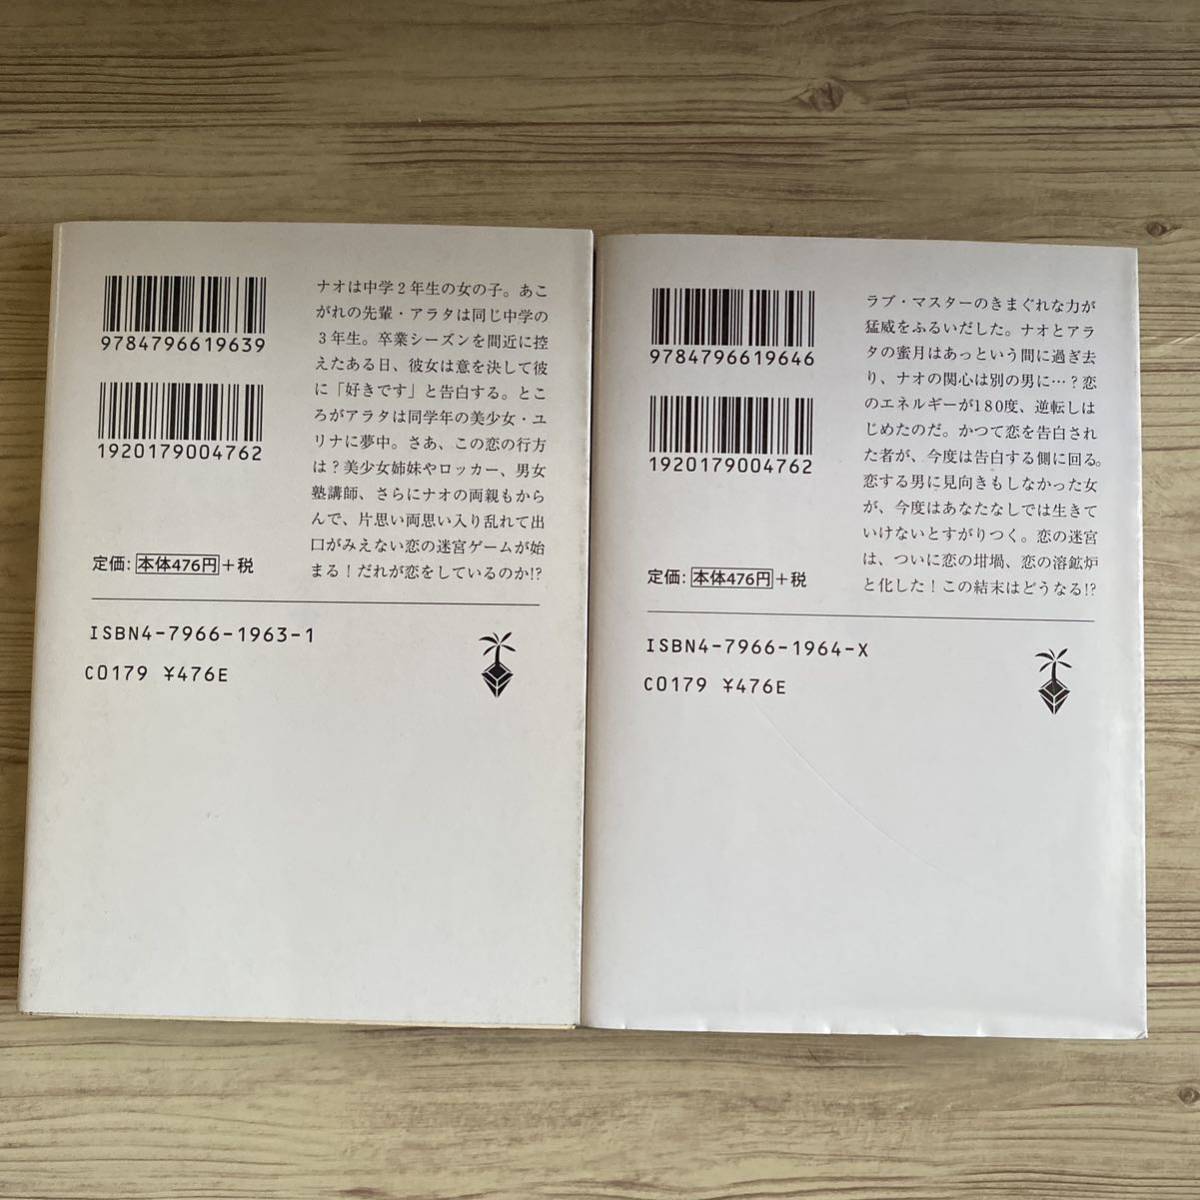 9784796619639
1920179004762
定価: 本体476円+税
ナオは中学2年生の女の子。あこ
がれの先輩・アラタは同じ中学の
3年生。卒業シーズンを間近に控
えたある日、彼女は意を決して彼
に「好きです」と告白する。とこ
ろがアラタは同学年の美少女・ユ
リナに夢中。さあ、この恋の行方
は?美少女姉妹やロッカー、男女
塾講師、さらにナオの両親もから
んで、片思い両思い入り乱れて出
口がみえない恋の迷宮ゲームが始
まる!だれが恋をしているのか!?
ISBN4-7966-1963-1
C0179 ¥476E
9784796619646
1920179004762
定価: 本体476円+税
ラブ・マスターのきまぐれな力が
猛威をふるいだした。ナオとアラ
タの蜜月はあっという間に過ぎ去
り、ナオの関心は別の男に…?恋
のエネルギーが180度、逆転しは
じめたのだ。かつて恋を告白され
た者が、今度は告白する側に回る。
恋する男に見向きもしなかった女
が、今度はあなたなしでは生きて
いけないとすがりつく。恋の迷宮
は、ついに恋の坩堝、恋の溶鉱炉
と化した!この結末はどうなる!?
ISBN4-7966-1964-X
C0179 ¥476E